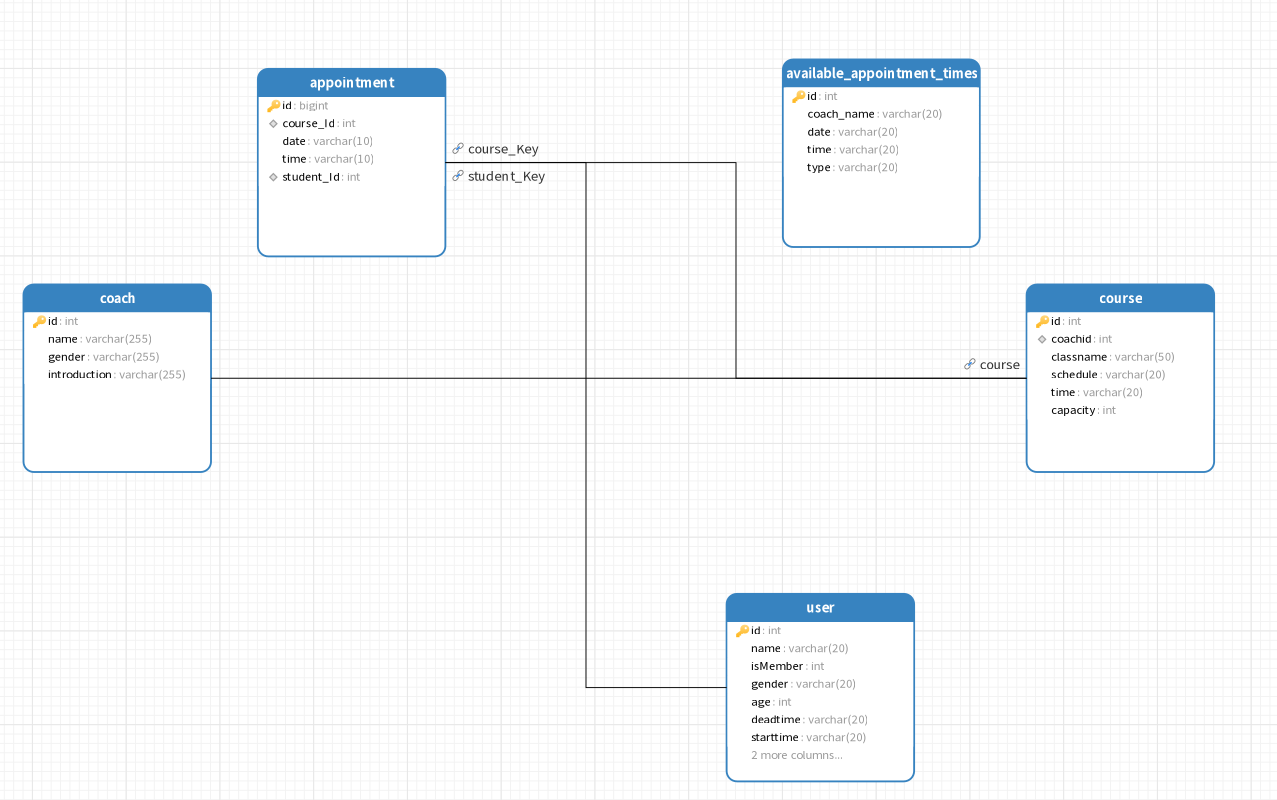 appointment
id : bigint
course_Id : int
date : varchar(10)
time : varchar(10)
student_Id : int
course_Key
student_Key
available_appointment_times
id : int
coach_name : varchar(20)
date : varchar(20)
time : varchar(20)
type : varchar(20)
coach
id : int
name : varchar(255)
gender : varchar(255)
introduction : varchar(255)
course
course
id : int
coachid : int
classname : varchar(50)
schedule : varchar(20)
time : varchar(20)
capacity : int
user
id : int
name : varchar(20)
isMember : int
gender : varchar(20)
age : int
deadtime : varchar(20)
starttime : varchar(20)
2 more columns...